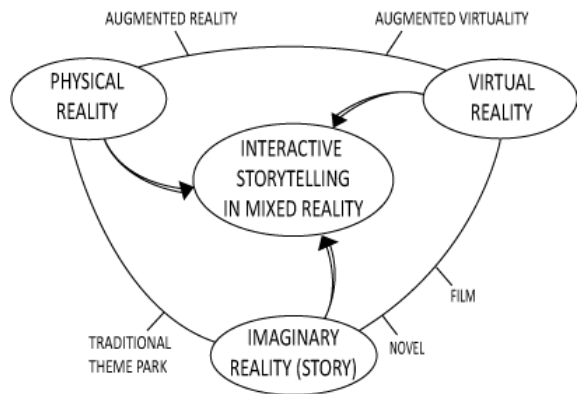 AUGMENTED REALITY
AUGMENTED VIRTUALITY
PHYSICAL
REALITY
VIRTUAL
REALITY
INTERACTIVE
STORYTELLING
IN MIXED REALITY
FILM
NOVEL
TRADITIONAL
THEME PARK
IMAGINARY
REALITY (STORY)